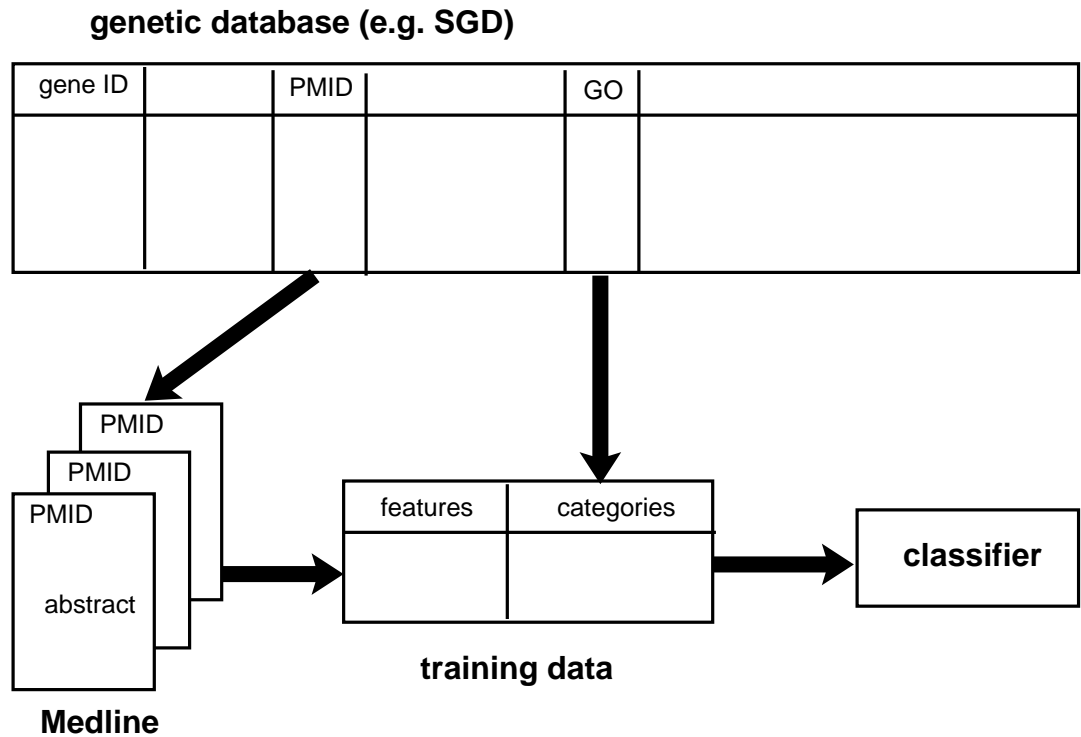 genetic database (e.g. SGD)
gene ID PMID GO
PMID
PMID
PMID
abstract
features categories
classifier
training data
Medline